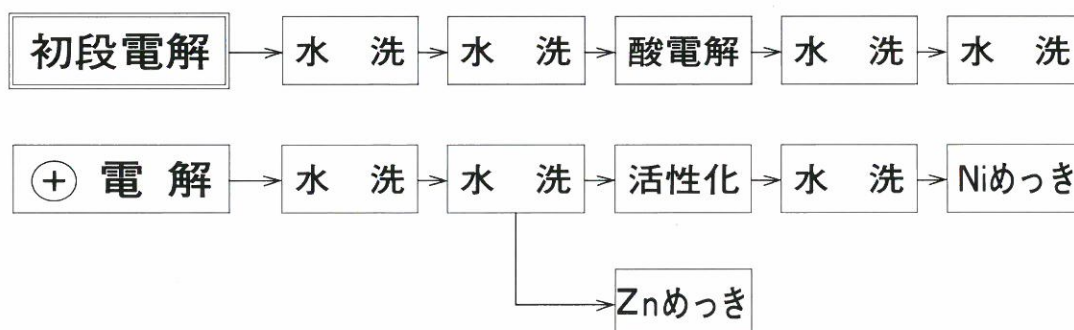 初段電解 水 洗 水 洗 酸電解 水 洗 水 洗
⊕ 電 解 水 洗 水 洗 活性化 水 洗 Niめっき
Znめっき